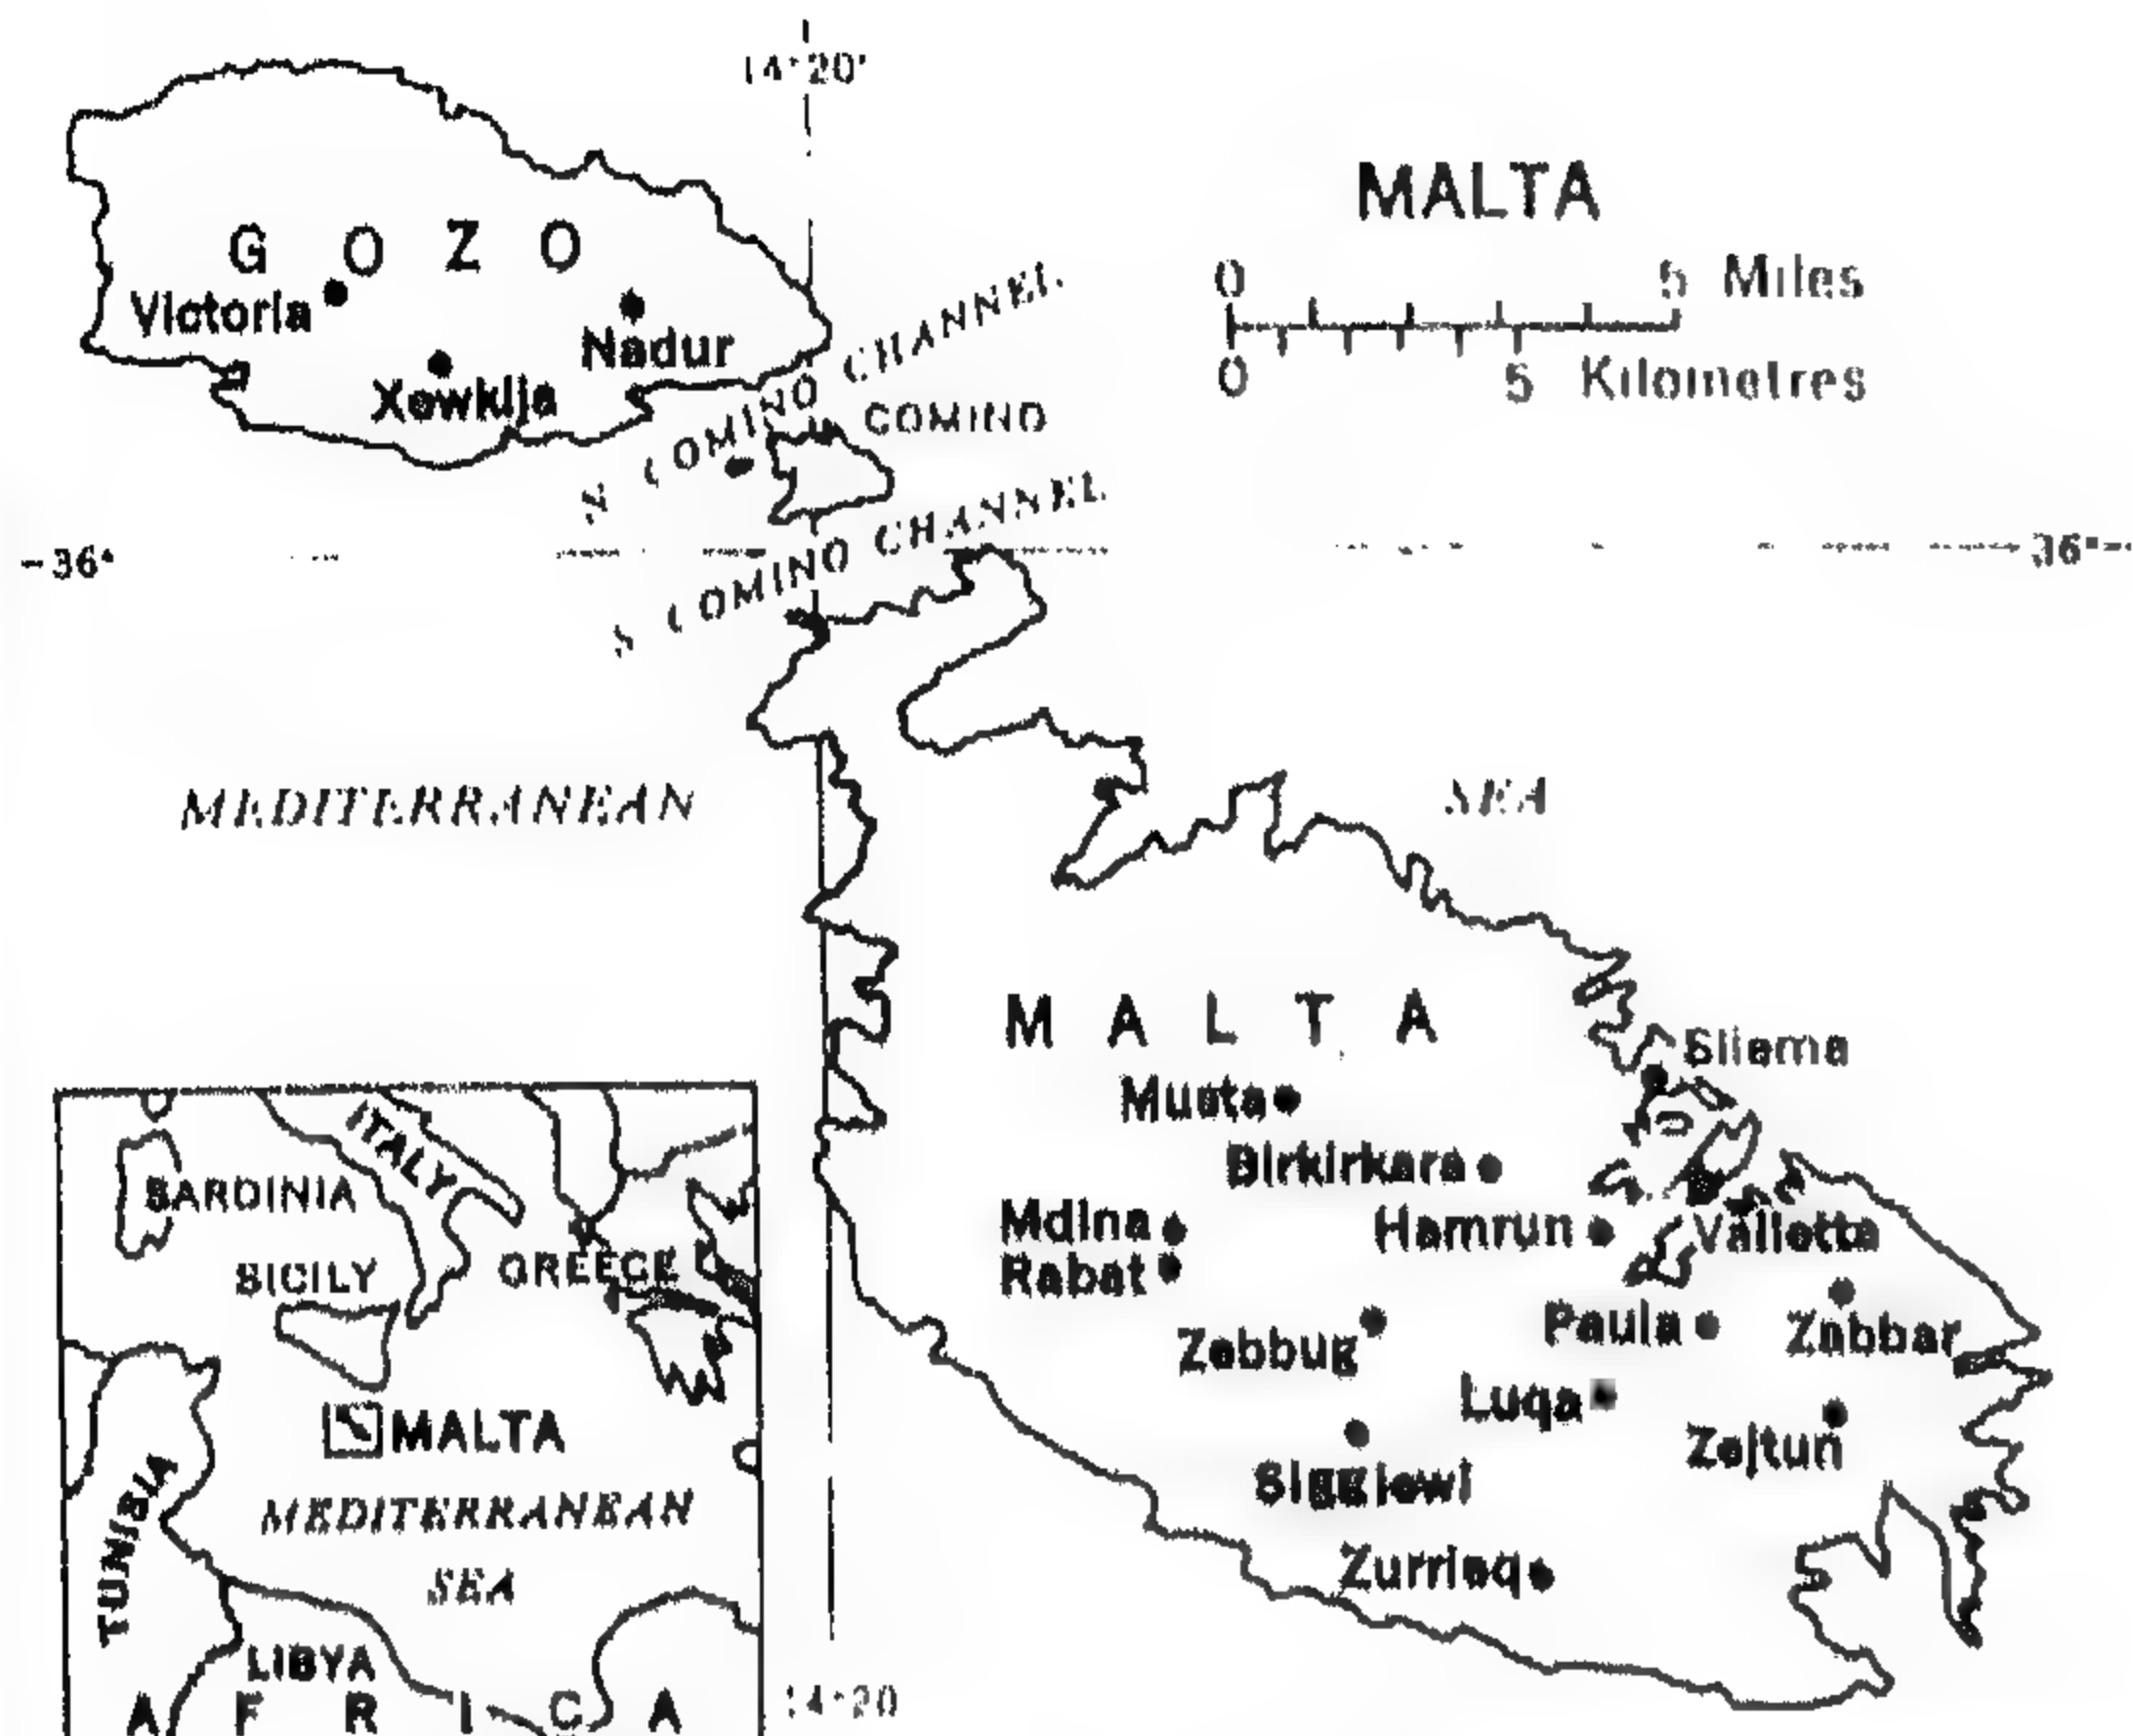 14°20'
MALTA
0 5 Miles
0 5 Kilometres
GOZO
Victoria
Nadur
Xewkija
N COMINO CHANNEL
COMINO
S COMINO CHANNEL
-36° 36°-
MEDITERRANEAN SEA
MALTA
Sliema
Musta
Birkirkara
Mdina
Hamrun
Valletta
Rabat
Zebbug
Paula
Zabbar
Luqa
Zejtun
Siggiewi
Zurrieq
ITALY
SARDINIA
SICILY
GREECE
MALTA
MEDITERRANEAN
SEA
TUNISIA
LIBYA
AFRICA
14°20